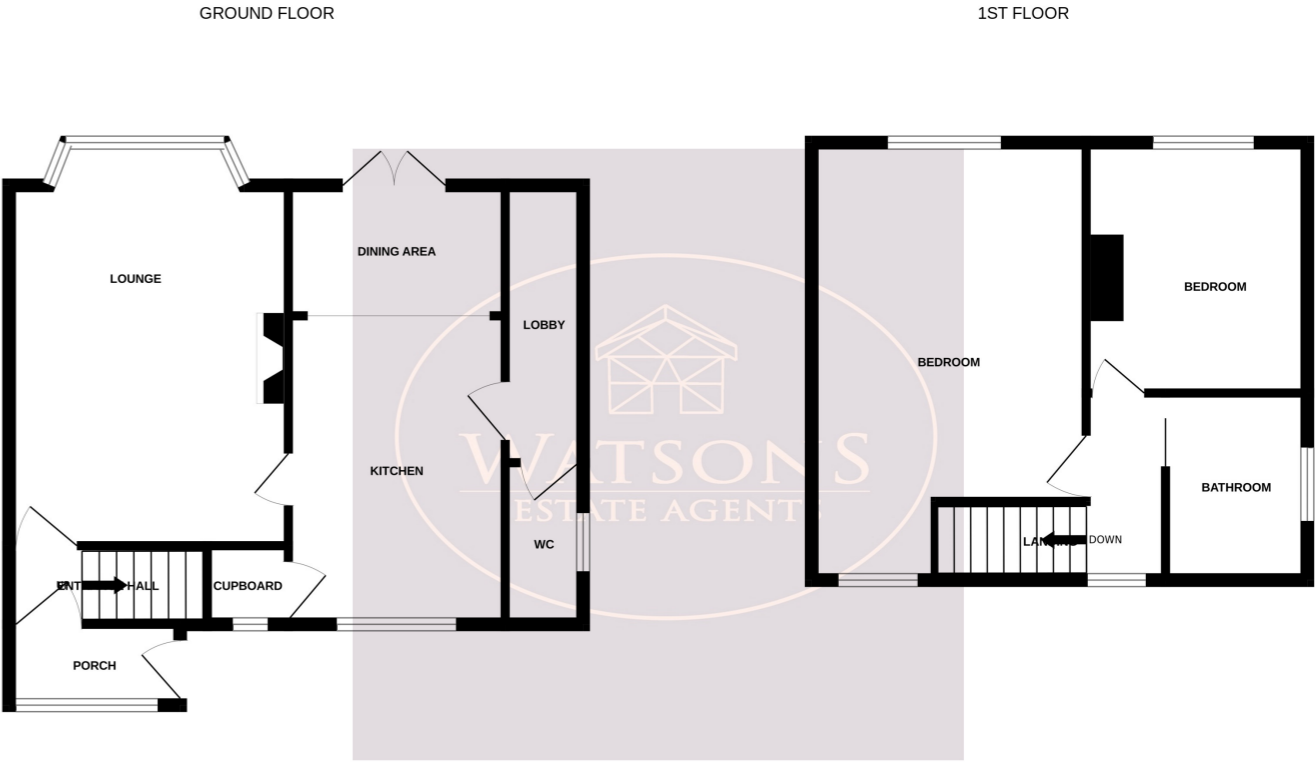 GROUND FLOOR
1ST FLOOR
DINING AREA
LOUNGE
BEDROOM
LOBBY
BEDROOM
WATSONS
KITCHEN
BATHROOM
ESTATE AGENTS
WC
LANDING
DOWN
HALL
CUPBOARD
PORCH